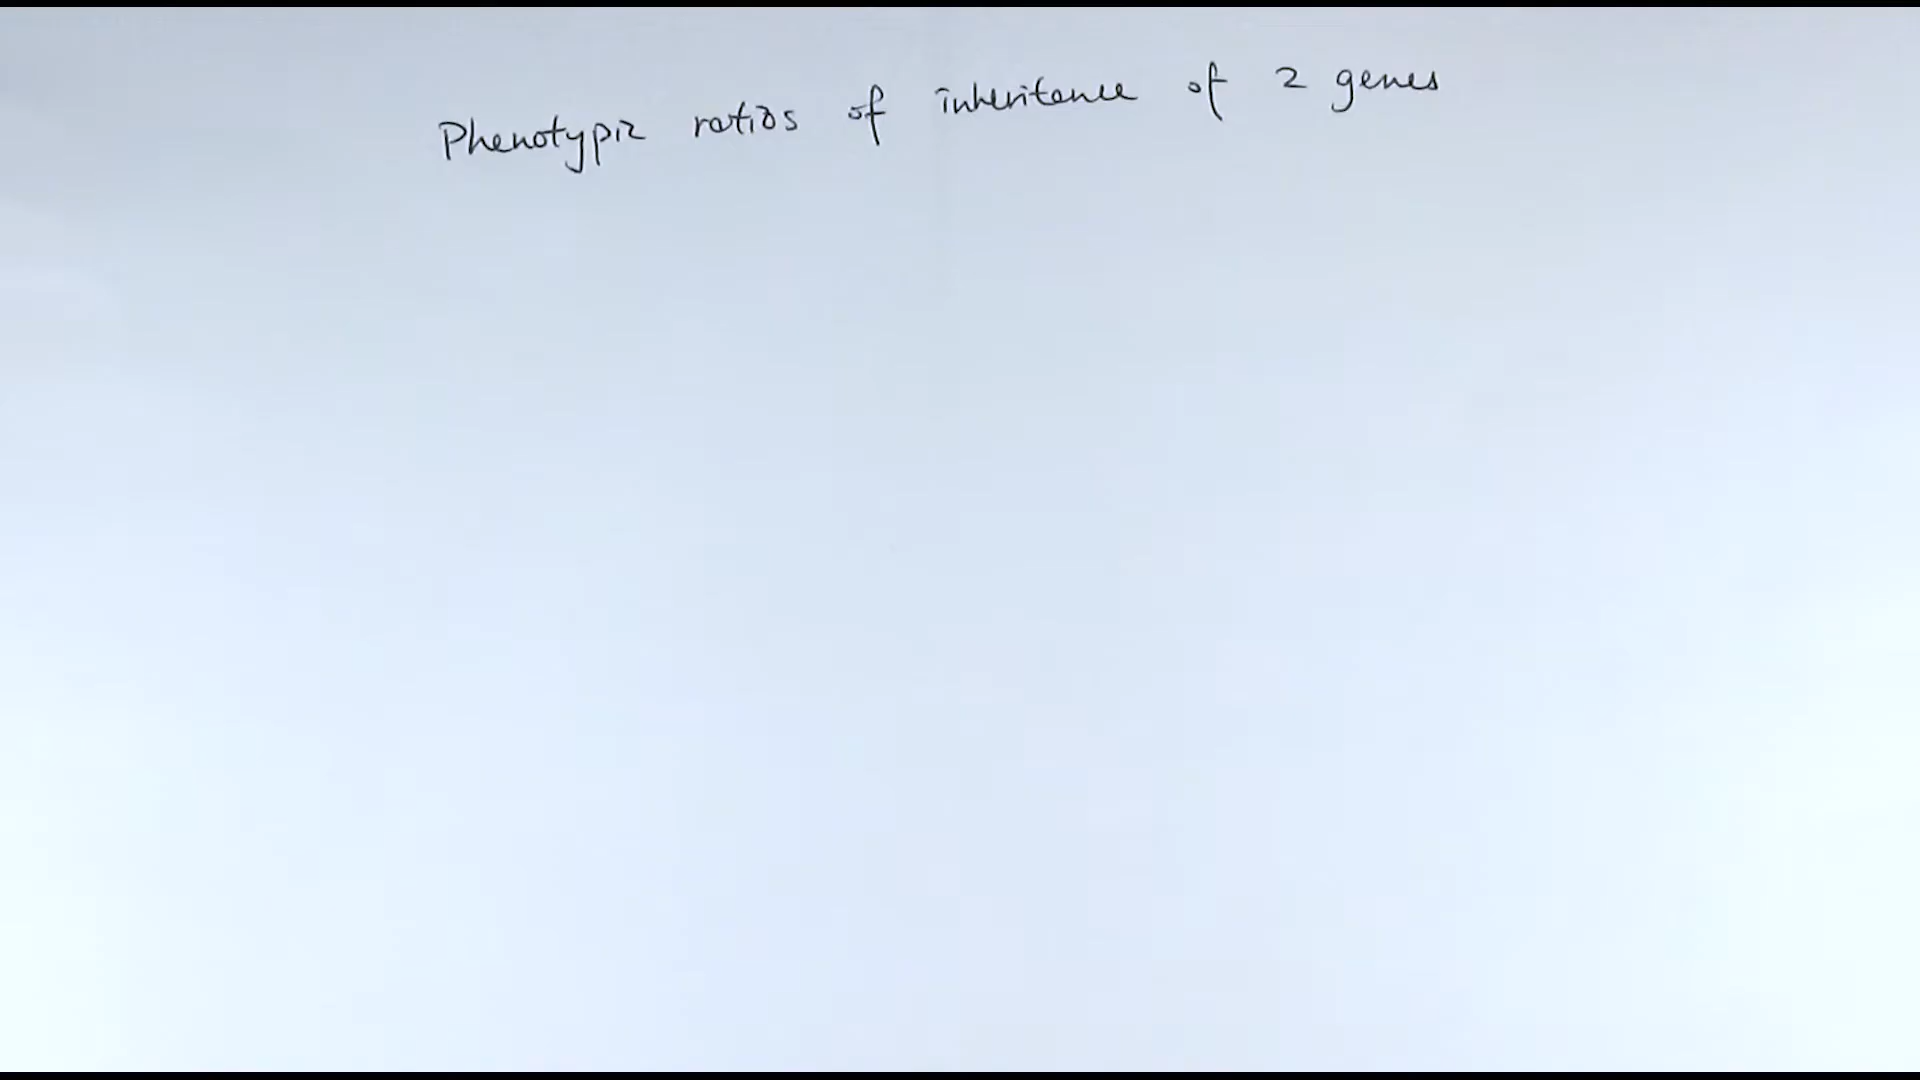 Phenotypic ratios of inheritance of 2 genes